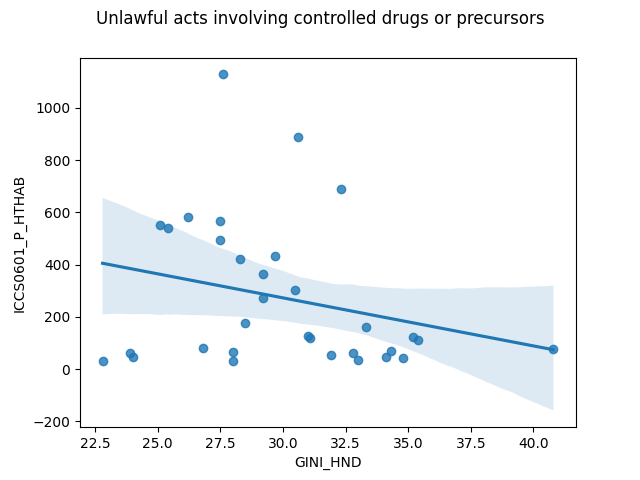 Unlawful acts involving controlled drugs or precursors
1000
800
600
400
200
0
−200
ICCS0601_P_HTHAB
22.5 25.0 27.5 30.0 32.5 35.0 37.5 40.0
GINI_HND